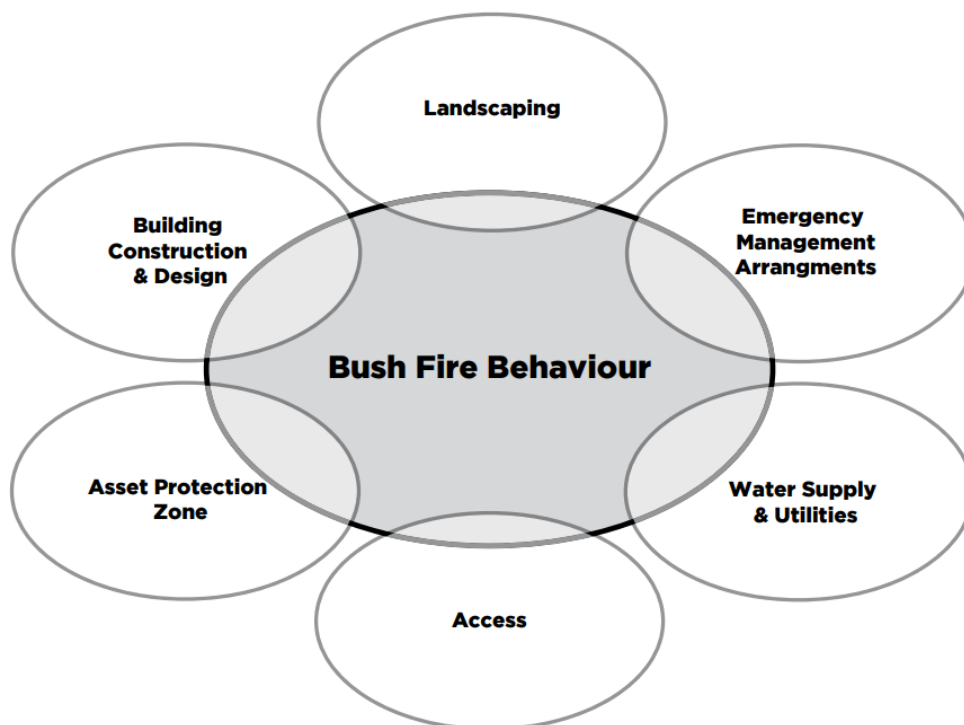 Landscaping
Building
Construction
& Design
Emergency
Management
Arrangments
Bush Fire Behaviour
Asset Protection
Zone
Water Supply
& Utilities
Access